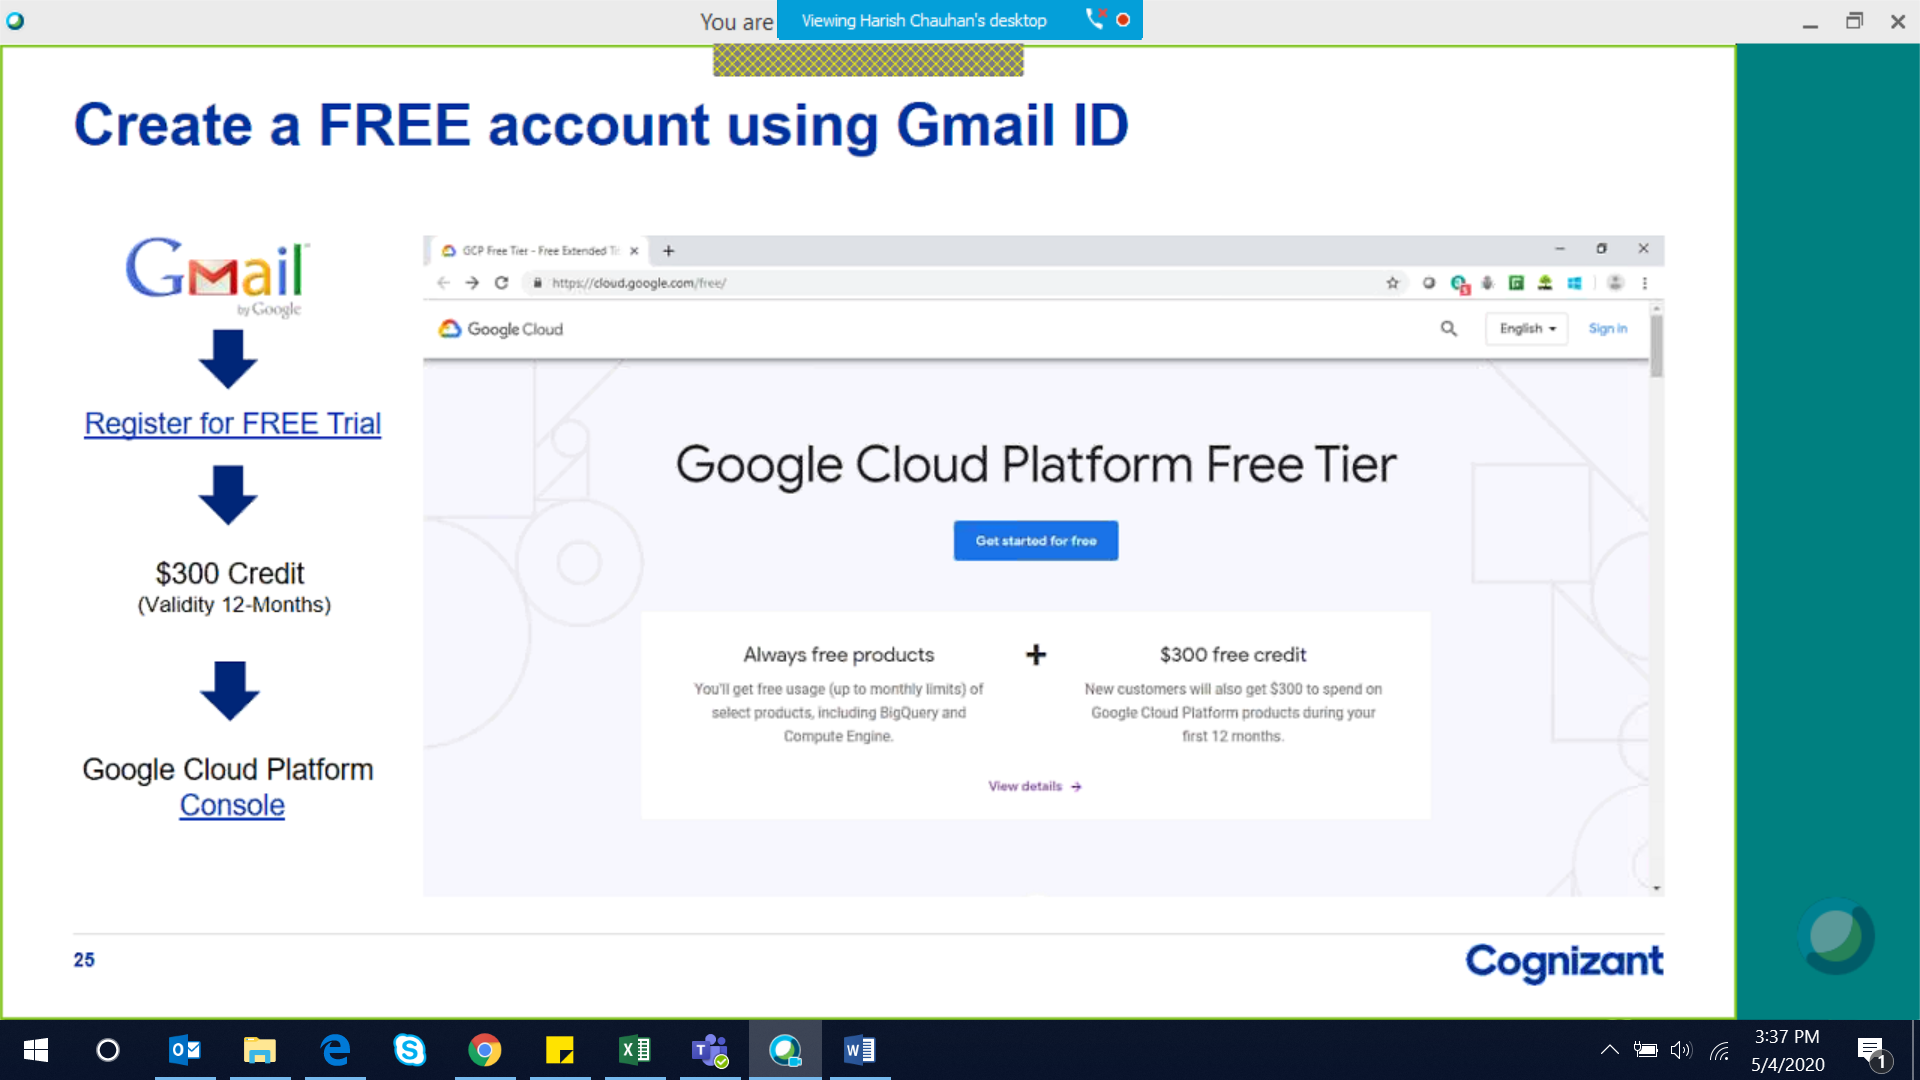 You are
Viewing Harish Chauhan's desktop
Create a FREE account using Gmail ID
Gmail
by Google
Register for FREE Trial
$300 Credit
(Validity 12-Months)
Google Cloud Platform
Console
GCP Free Tier - Free Extended
https://cloud.google.com/free/
Google Cloud
English
Sign in
Google Cloud Platform Free Tier
Get started for free
Always free products
You'll get free usage (up to monthly limits) of
select products, including BigQuery and
Compute Engine.
+
$300 free credit
New customers will also get $300 to spend on
Google Cloud Platform products during your
first 12 months.
View details →
25
Cognizant
3:37 PM
5/4/2020
1